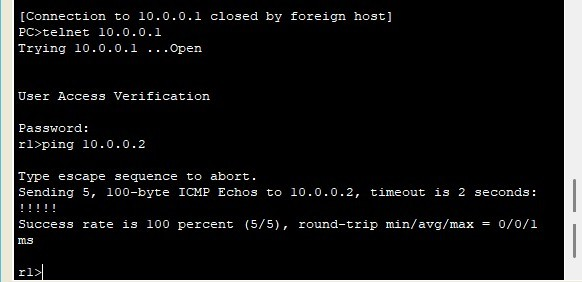 [Connection to 10.0.0.1 closed by foreign host]
PC>telnet 10.0.0.1
Trying 10.0.0.1 ...Open
User Access Verification
Password:
r1>ping 10.0.0.2
Type escape sequence to abort.
Sending 5, 100-byte ICMP Echos to 10.0.0.2, timeout is 2 seconds:
!!!!!
Success rate is 100 percent (5/5), round-trip min/avg/max = 0/0/1
ms
r1>